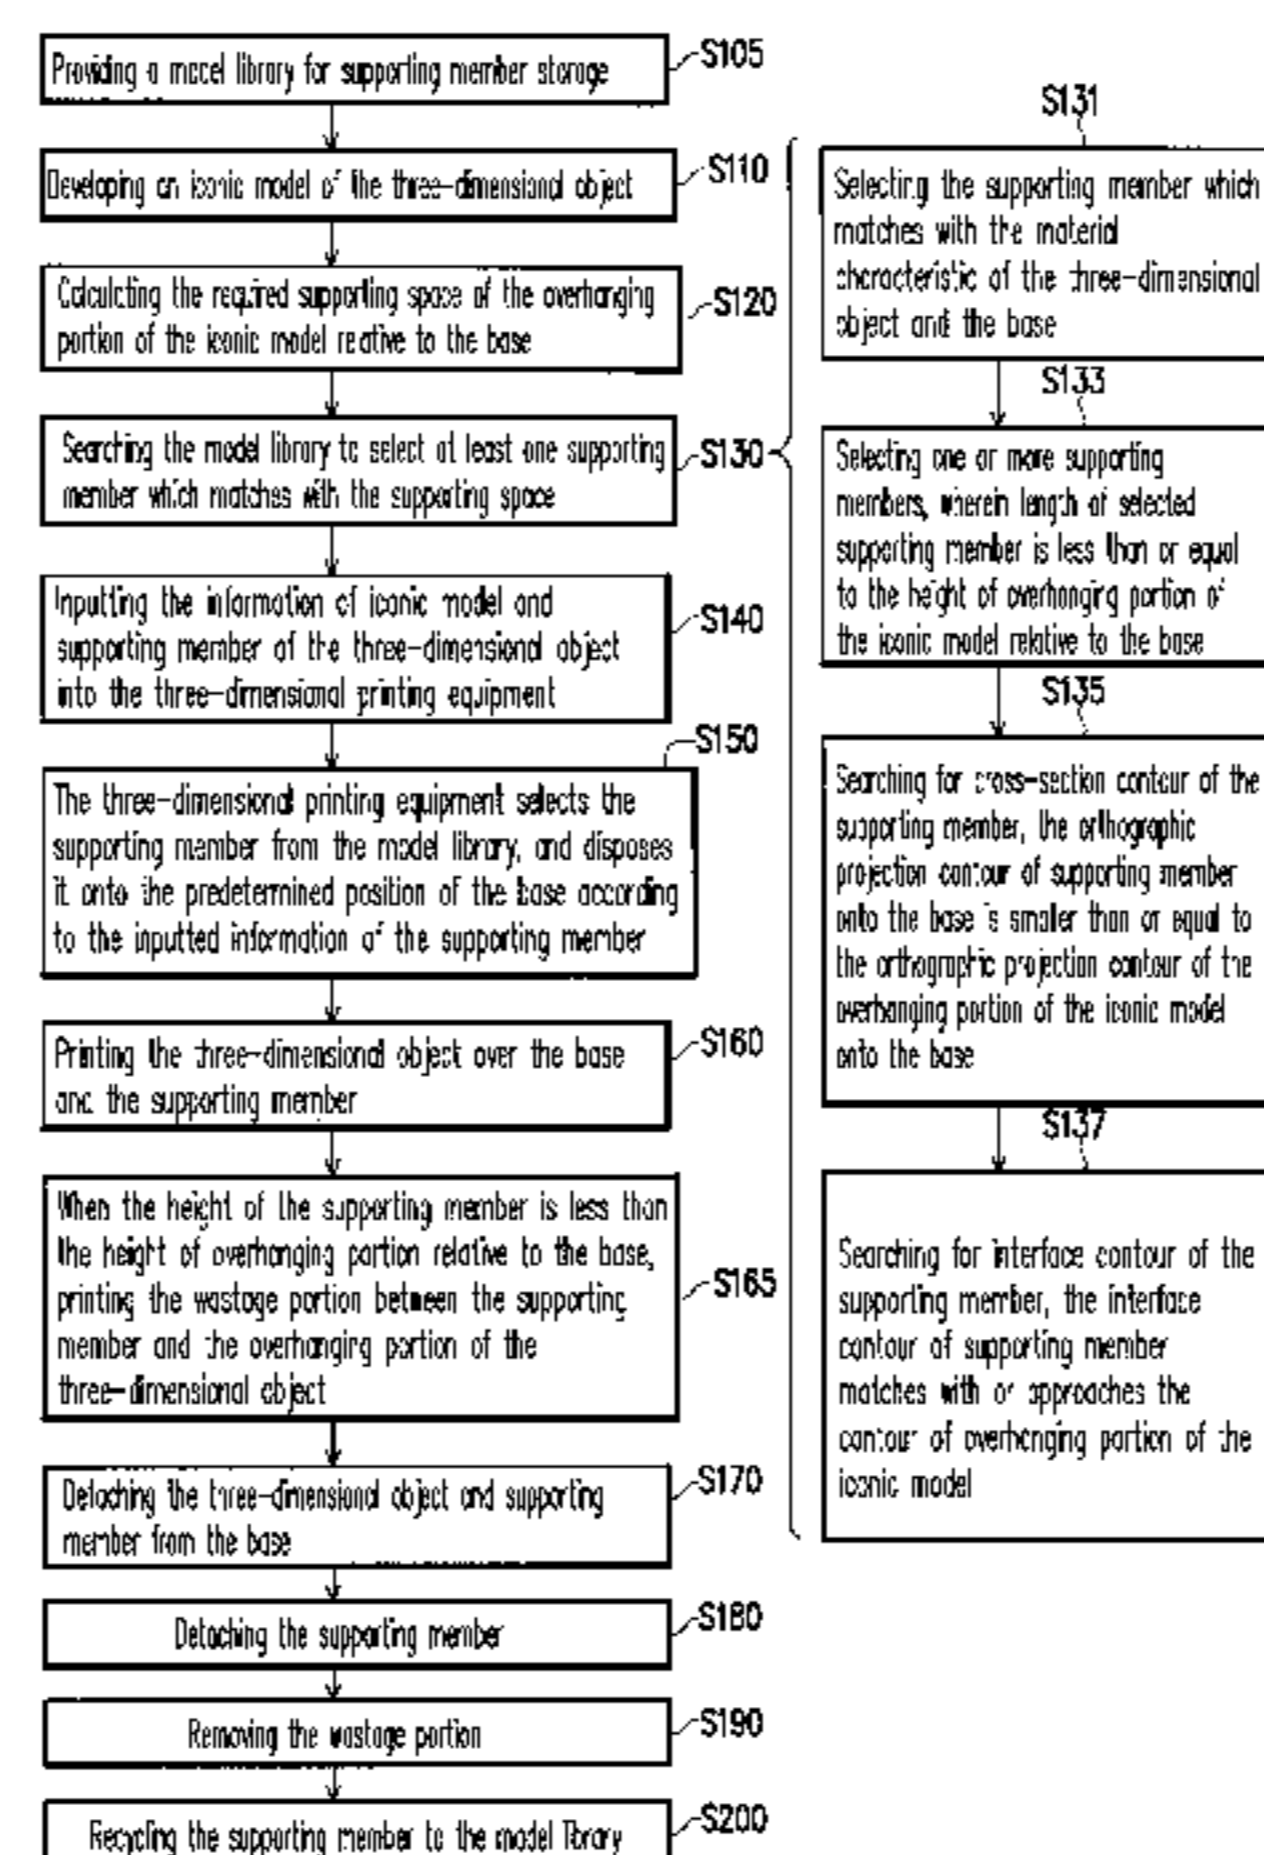 Providing a model library for supporting member storage
S105
Developing an iconic model of the three-dimensional object
S110
Calculating the required supporting space of the overhanging
portion of the iconic model relative to the base
S120
Searching the model library to select at least one supporting
member which matches with the supporting space
S130
Inputting the information of iconic model and
supporting member of the three-dimensional object
into the three-dimensional printing equipment
S140
S150
The three-dimensional printing equipment selects the
supporting member from the model library, and disposes
it onto the predetermined position of the base according
to the inputted information of the supporting member
Printing the three-dimensional object over the base
and the supporting member
S160
When the height of the supporting member is less than
the height of overhanging portion relative to the base,
printing the wastage portion between the supporting
member and the overhanging portion of the
three-dimensional object
S165
Detaching the three-dimensional object and supporting
member from the base
S170
Detaching the supporting member
S180
Removing the wastage portion
S190
Recycling the supporting member to the model library
S200
S131
Selecting the supporting member which
matches with the material
characteristic of the three-dimensional
object and the base
S133
Selecting one or more supporting
members, wherein length of selected
supporting member is less than or equal
to the height of overhanging portion of
the iconic model relative to the base
S135
Searching for cross-section contour of the
supporting member, the orthographic
projection contour of supporting member
onto the base is smaller than or equal to
the orthographic projection contour of the
overhanging portion of the iconic model
onto the base
S137
Searching for interface contour of the
supporting member, the interface
contour of supporting member
matches with or approaches the
contour of overhanging portion of the
iconic model